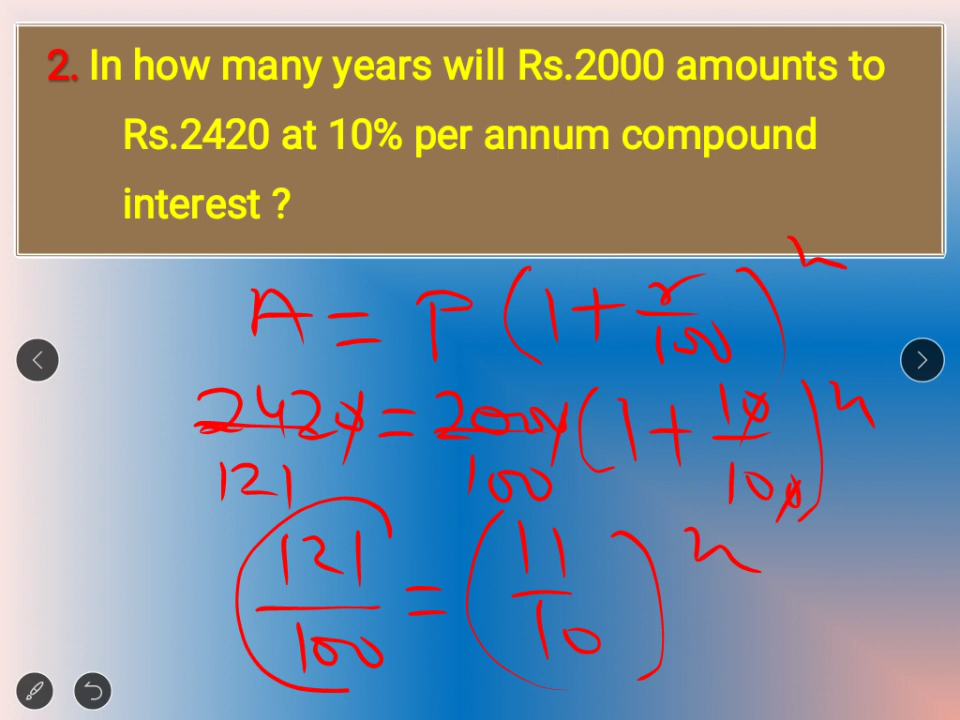 2. In how many years will Rs.2000 amounts to
Rs.2420 at 10% per annum compound
interest ?
A = P (1 + r/100)^n
2420 = 2000 (1 + 10/100)^n
121 100
(121/100) = (11/10)^n